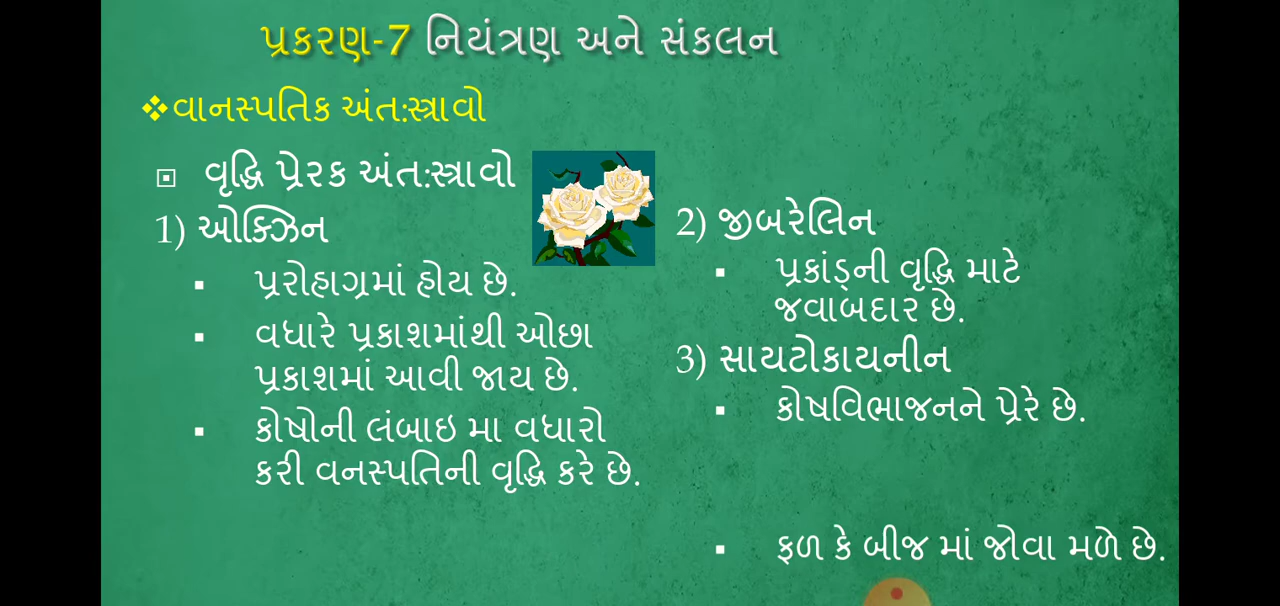 પ્રકરણ-7 નિયંત્રણ અને સંકલન
❖વાનસ્પતિક અંત:સ્ત્રાવો
વૃદ્ધિ પ્રેરક અંત:સ્ત્રાવો
1) ઓક્ઝિન
▪ પ્રરોહાગ્રમાં હોય છે.
▪ વધારે પ્રકાશમાંથી ઓછા
પ્રકાશમાં આવી જાય છે.
▪ કોષોની લંબાઇ મા વધારો
કરી વનસ્પતિની વૃદ્ધિ કરે છે.
2) જીબરેલિન
▪ પ્રકાંડ્ની વૃદ્ધિ માટે
જવાબદાર છે.
3) સાયટોકાયનીન
▪ કોષવિભાજનને પ્રેરે છે.
▪ ફળ કે બીજ માં જોવા મળે છે.